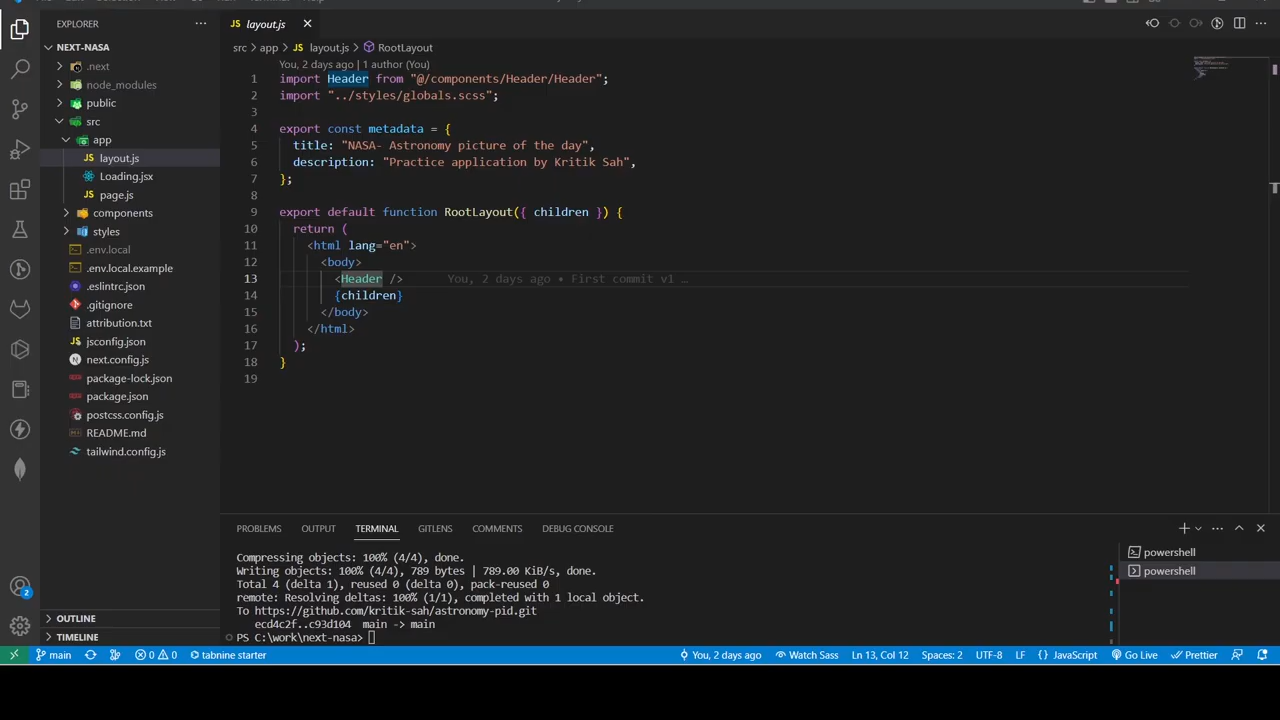 EXPLORER
NEXT-NASA
.next
node_modules
public
src
app
layout.js
Loading.jsx
page.js
components
styles
.env.local
.env.local.example
.eslintrc.json
.gitignore
attribution.txt
jsconfig.json
next.config.js
package-lock.json
package.json
postcss.config.js
README.md
tailwind.config.js
OUTLINE
TIMELINE
layout.js
src > app > JS layout.js > RootLayout
You, 2 days ago | 1 author (You)
1 import Header from "@/components/Header/Header";
2 import "../styles/globals.scss";
3
4 export const metadata = {
5 title: "NASA- Astronomy picture of the day",
6 description: "Practice application by Kritik Sah",
7 };
8
9 export default function RootLayout({ children }) {
10 return (
11 <html lang="en">
12 <body>
13 <Header /> You, 2 days ago • First commit v1 …
14 {children}
15 </body>
16 </html>
17 );
18 }
19
PROBLEMS OUTPUT TERMINAL GITLENS COMMENTS DEBUG CONSOLE
Compressing objects: 100% (4/4), done.
Writing objects: 100% (4/4), 789 bytes | 789.00 KiB/s, done.
Total 4 (delta 1), reused 0 (delta 0), pack-reused 0
remote: Resolving deltas: 100% (1/1), completed with 1 local object.
To https://github.com/kritik-sah/astronomy-pid.git
ecd4c2f..c93d104 main -> main
PS C:\work\next-nasa>
powershell
powershell
2
main 0 0 tabnine starter You, 2 days ago Watch Sass Ln 13, Col 12 Spaces: 2 UTF-8 LF {} JavaScript Go Live Prettier